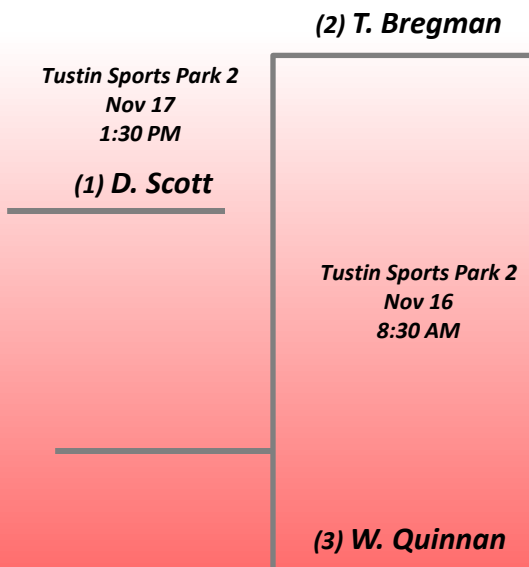 (2) T. Bregman
Tustin Sports Park 2
Nov 17
1:30 PM
(1) D. Scott
Tustin Sports Park 2
Nov 16
8:30 AM
(3) W. Quinnan